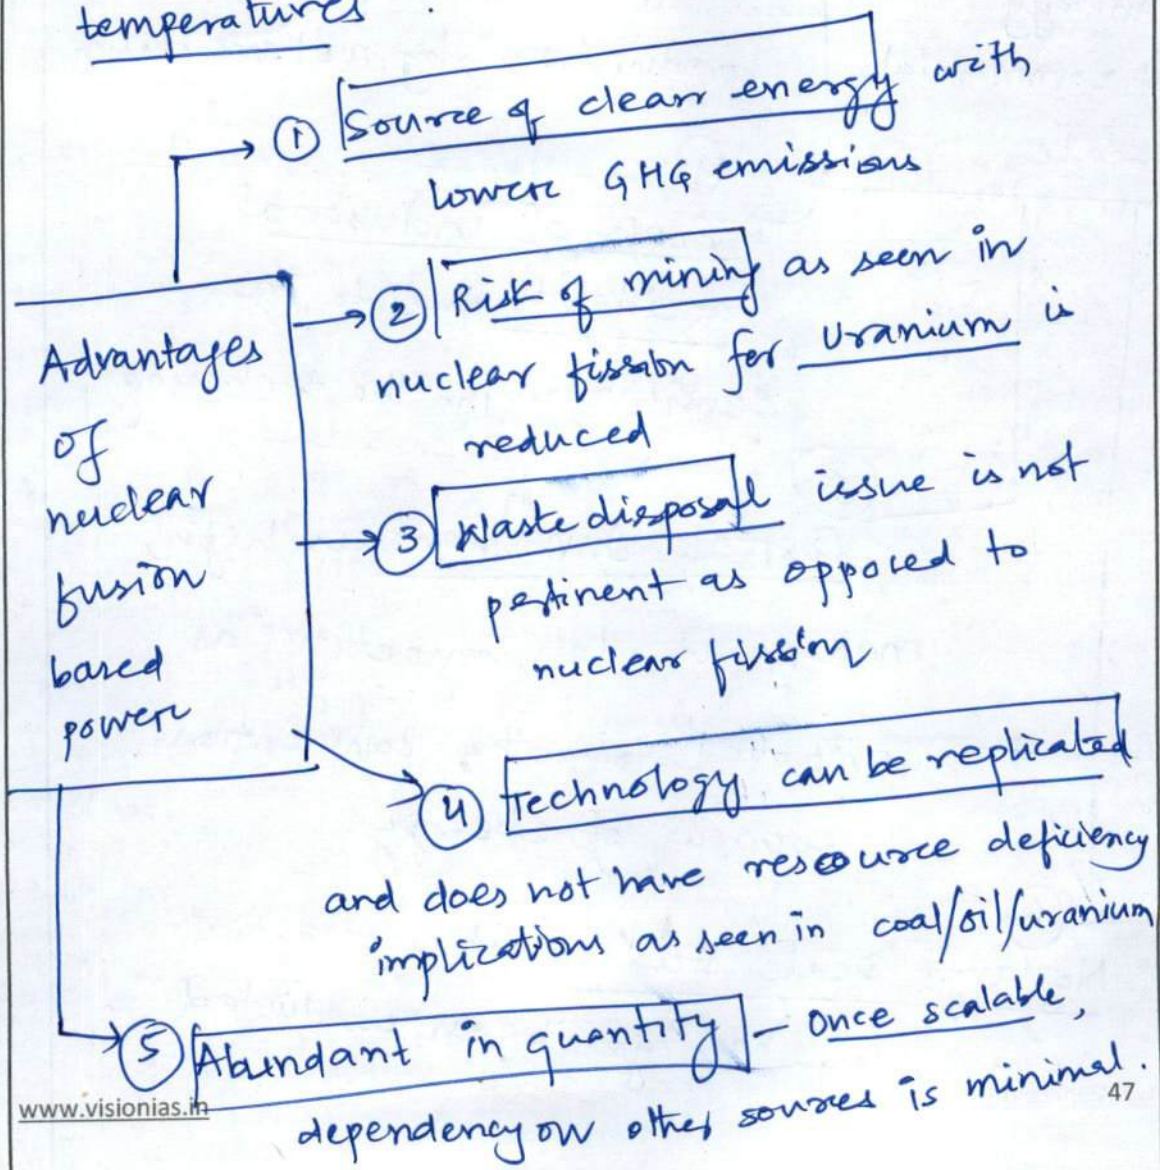 temperatures.
① Source of clean energy with
lower GHG emissions
② Risk of mining as seen in
nuclear fission for Uranium is
reduced
Advantages
of
nuclear
fusion
based
power
③ Waste disposal issue is not
pertinent as opposed to
nuclear fission
④ Technology can be replicated
and does not have resource deficiency
implications as seen in coal/oil/uranium
⑤ Abundant in quantity - Once scalable,
dependency on other sources is minimal.
www.visionias.in
47